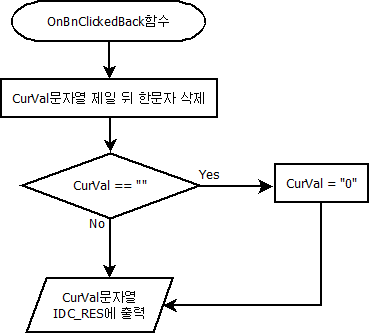 OnBnClickedBack함수
CurVal문자열 제일 뒤 한문자 삭제
CurVal == ""
Yes
CurVal = "0"
No
CurVal문자열
IDC_RES에 출력